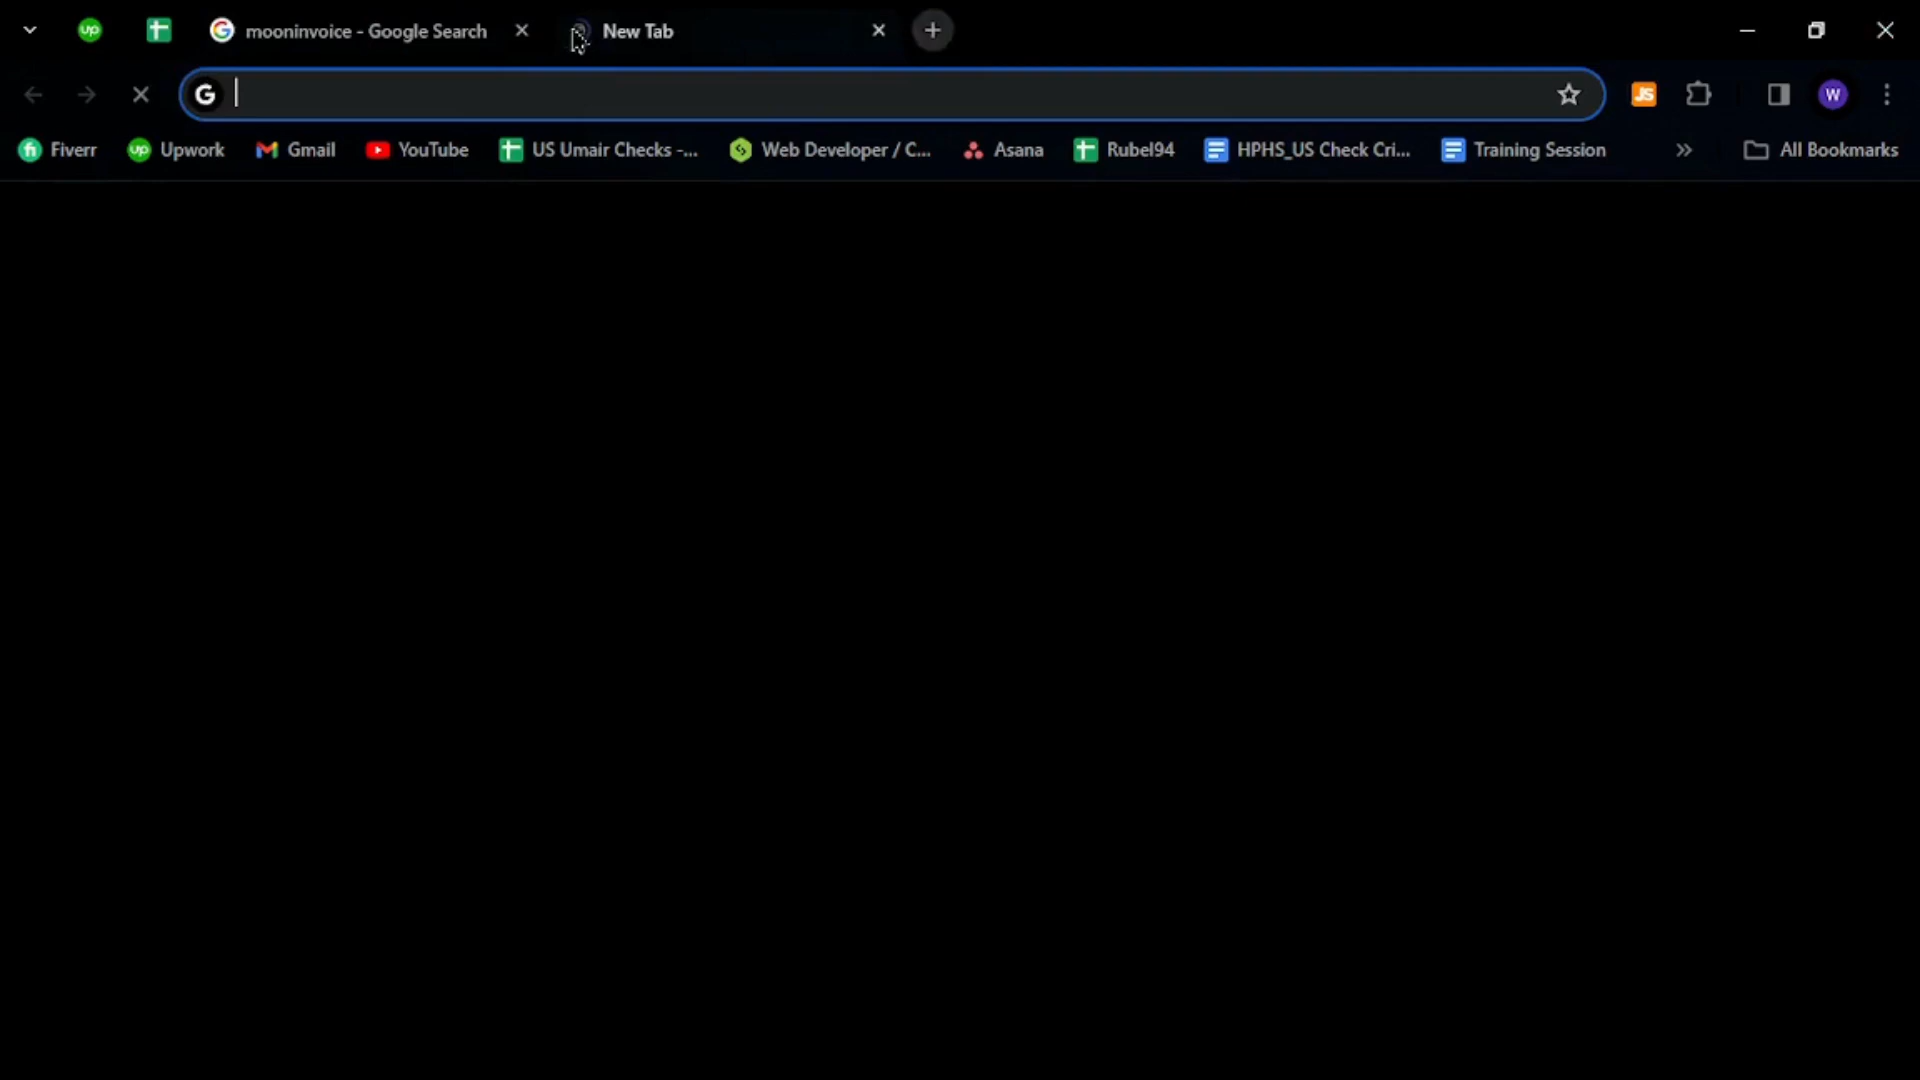 mooninvoice - Google Search
New Tab
Fiverr
Upwork
Gmail
YouTube
US Umair Checks -...
Web Developer / C...
Asana
Rubel94
HPHS_US Check Cri...
Training Session
All Bookmarks